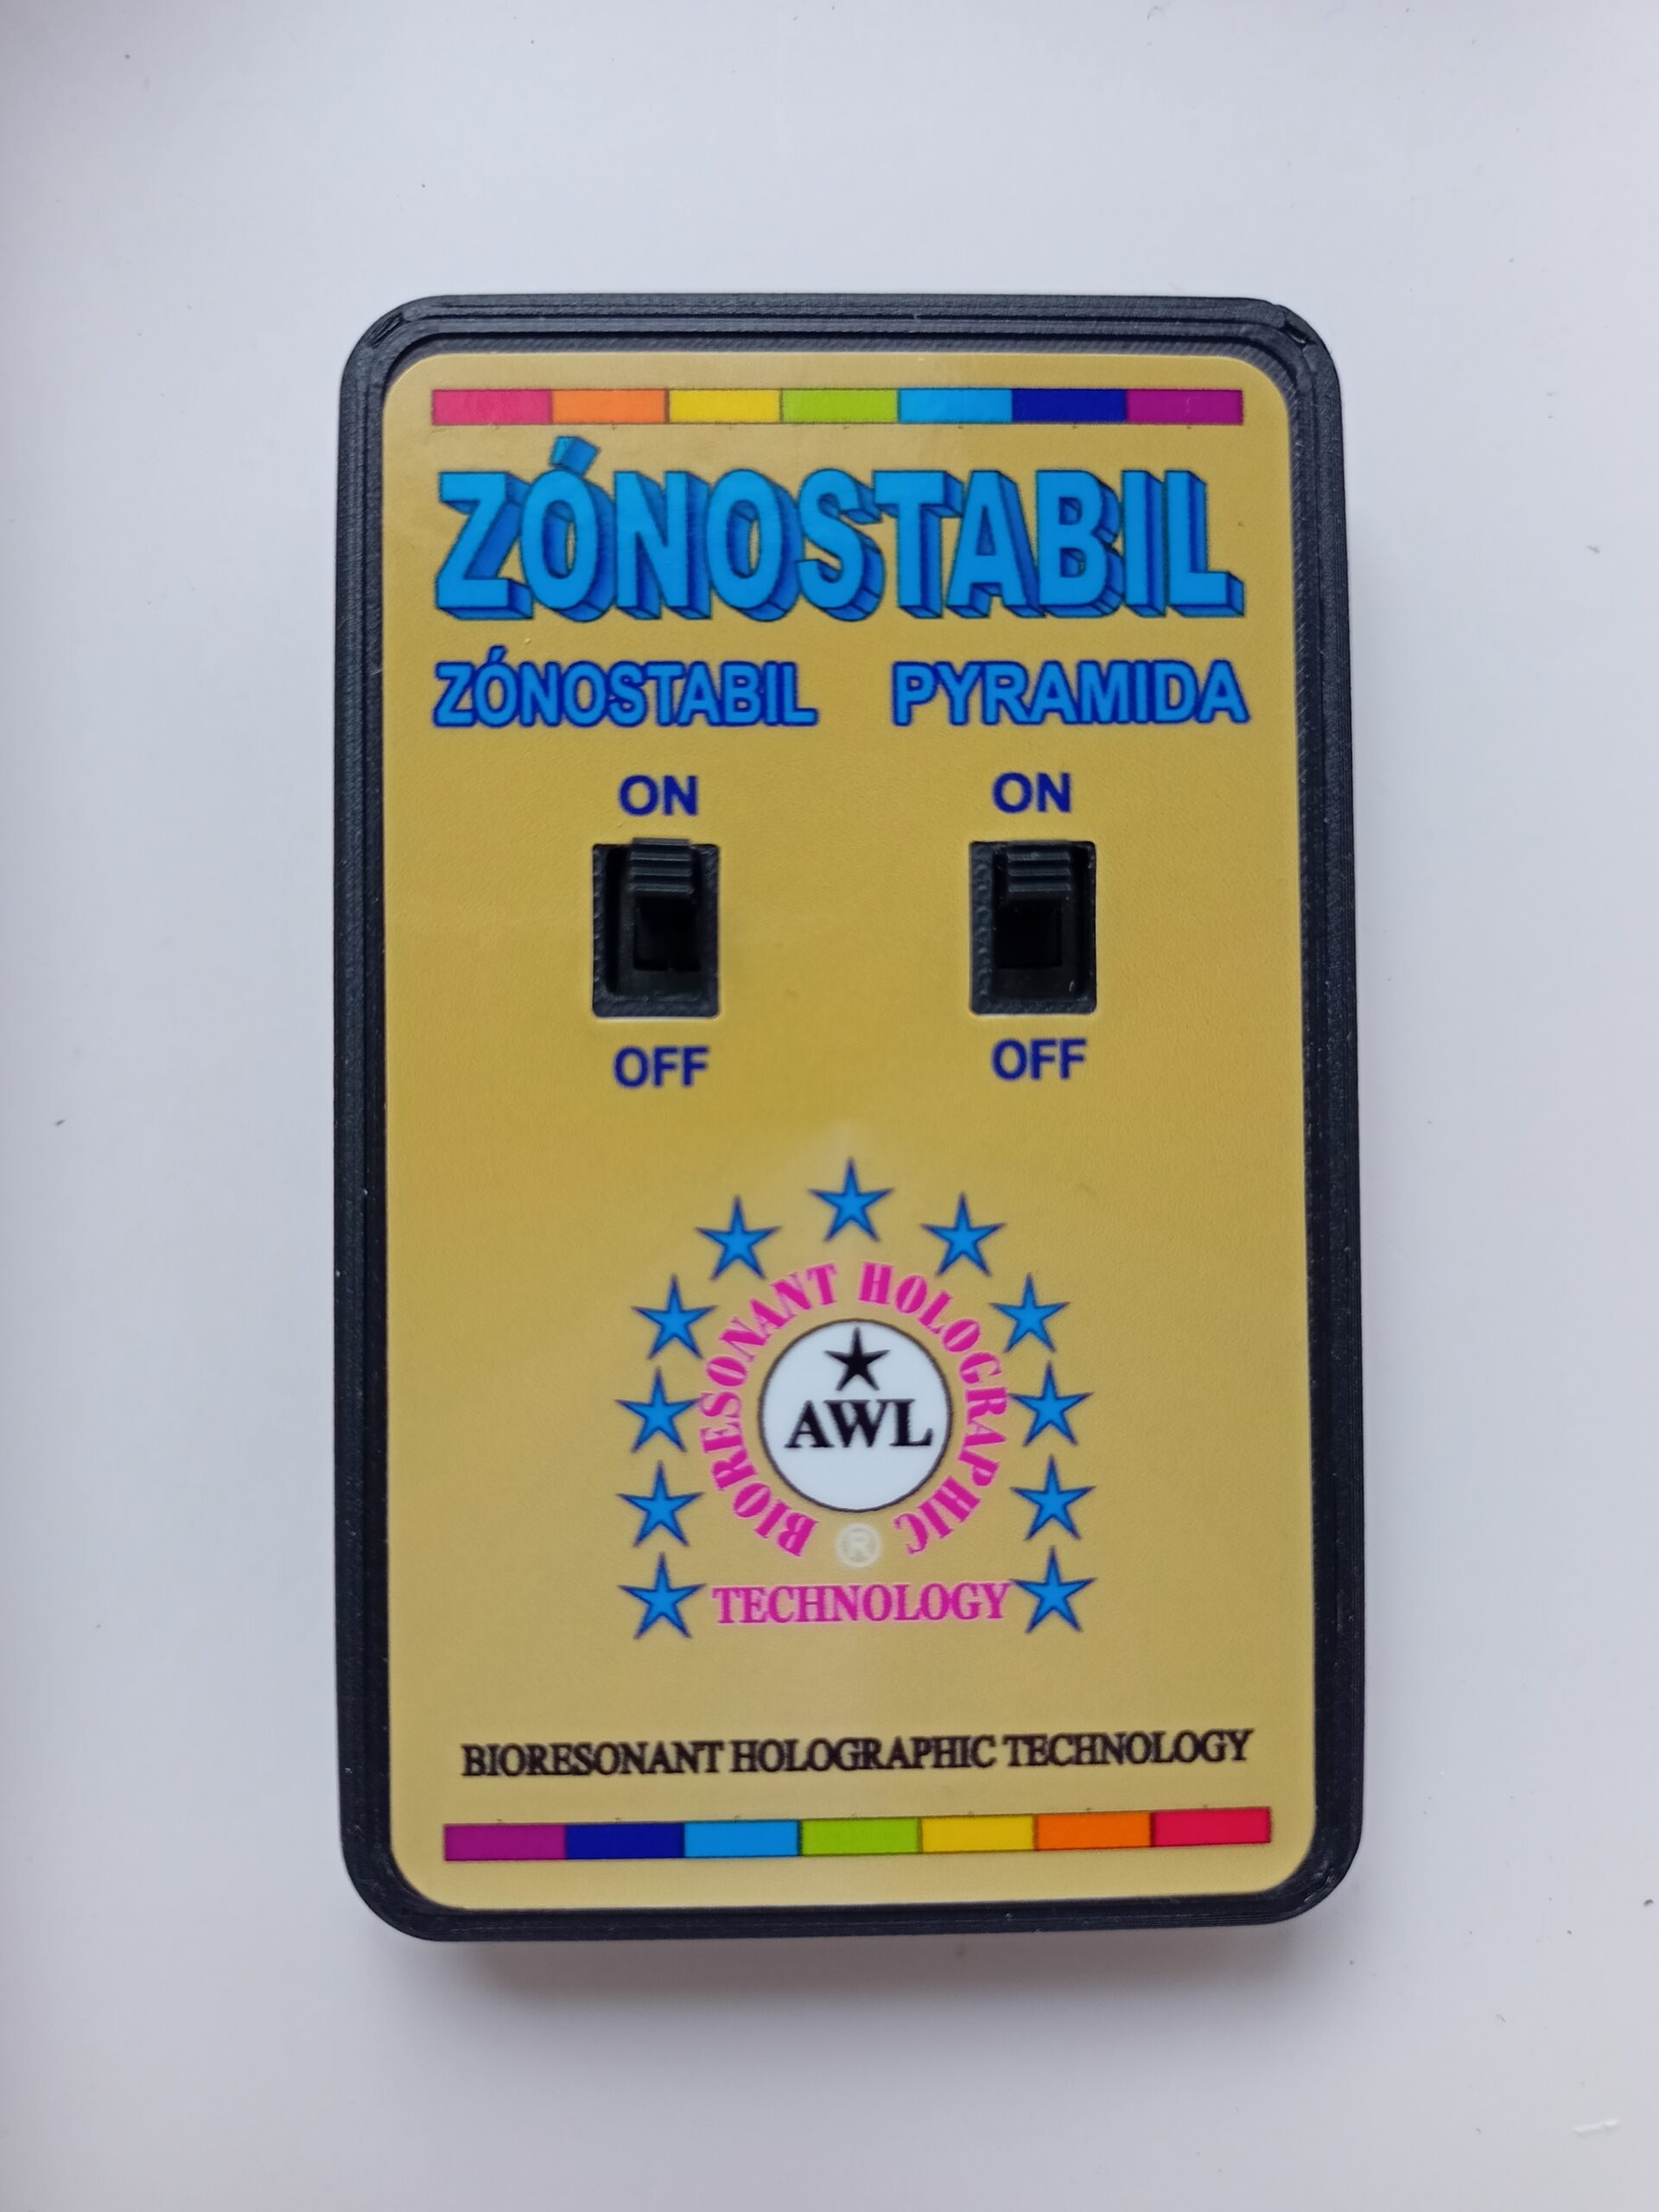 ZÓNOSTABIL
ZÓNOSTABIL PYRAMIDA
ON ON
OFF OFF
BIORESONANT HOLOGRAPHIC
AWL
®
TECHNOLOGY
BIORESONANT HOLOGRAPHIC TECHNOLOGY